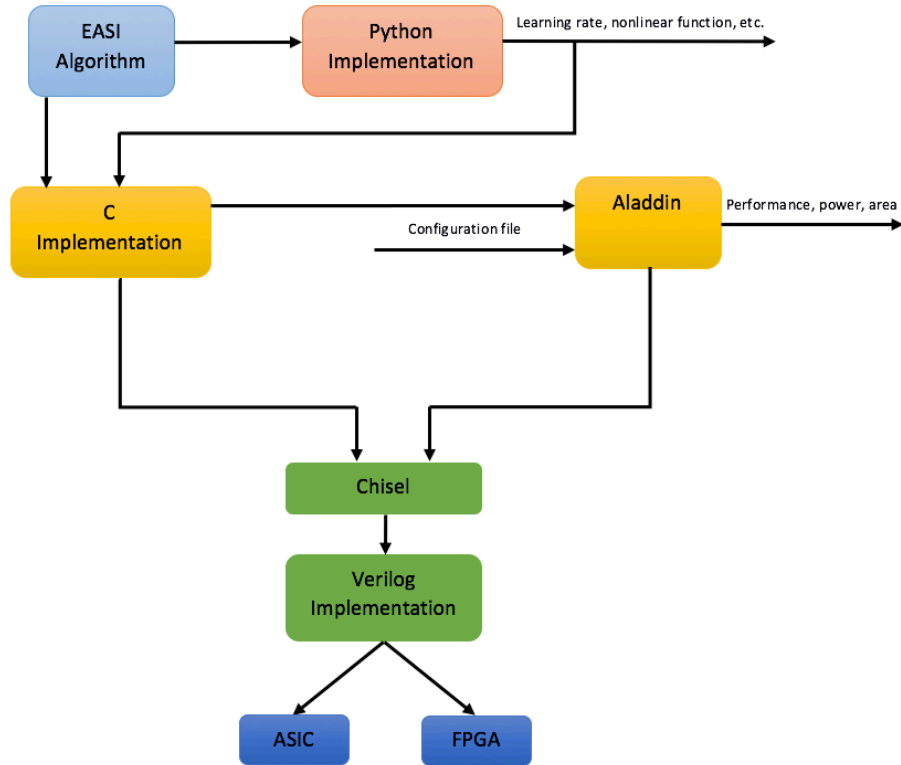 EASI
Algorithm
Python
Implementation
Learning rate, nonlinear function, etc.
C
Implementation
Aladdin
Performance, power, area
Configuration file
Chisel
Verilog
Implementation
ASIC
FPGA